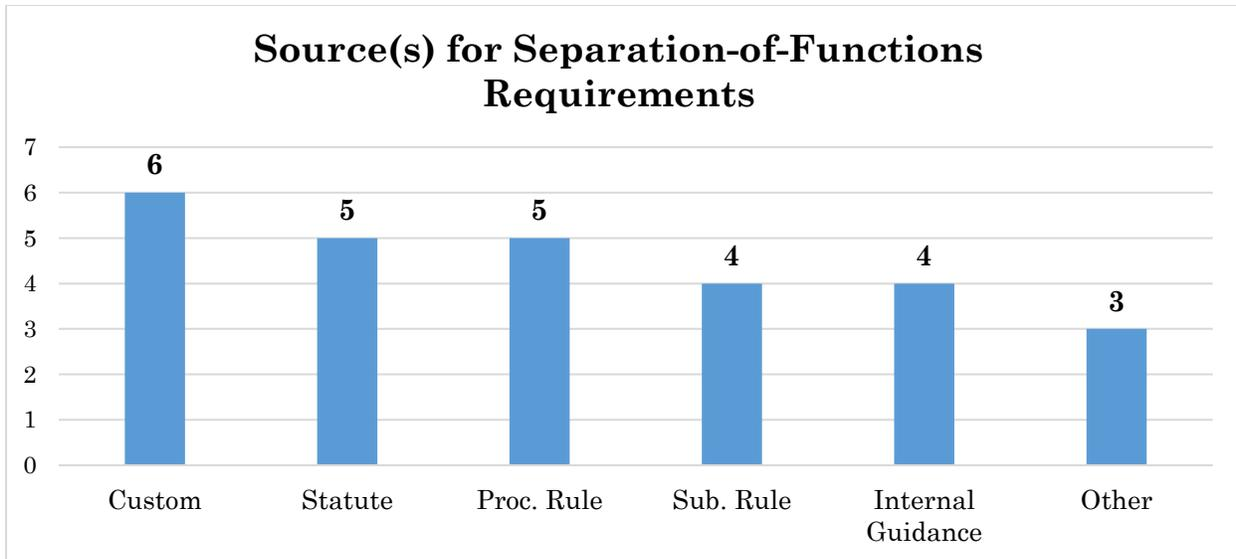 Source(s) for Separation-of-Functions
Requirements
7
6
5
4
3
2
1
0
6
5
5
4
4
3
Custom
Statute
Proc. Rule
Sub. Rule
Internal
Guidance
Other